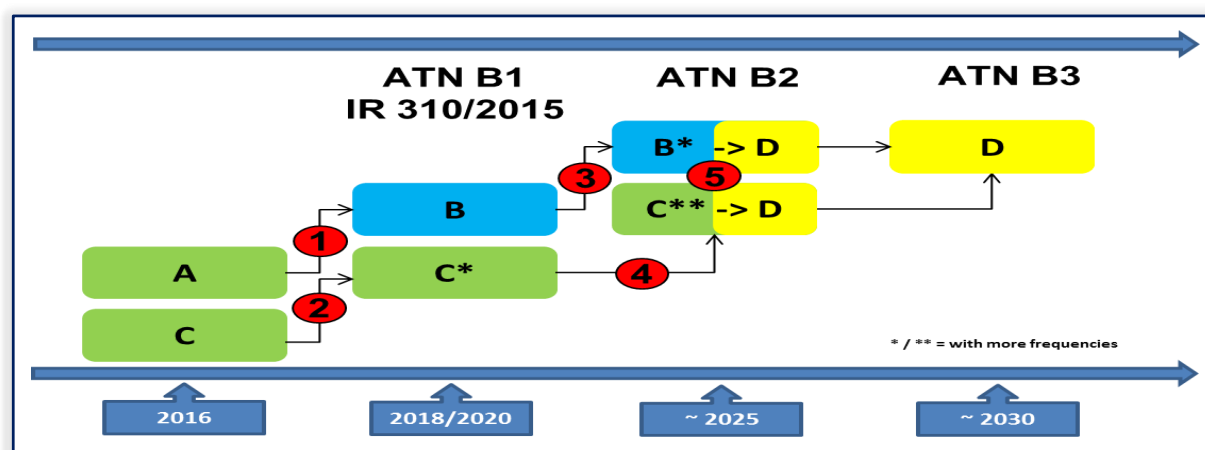 ATN B1
IR 310/2015
ATN B2
ATN B3
B* -> D
D
3
5
B
C** -> D
1
A
C*
4
2
C
* / ** = with more frequencies
2016
2018/2020
~ 2025
~ 2030